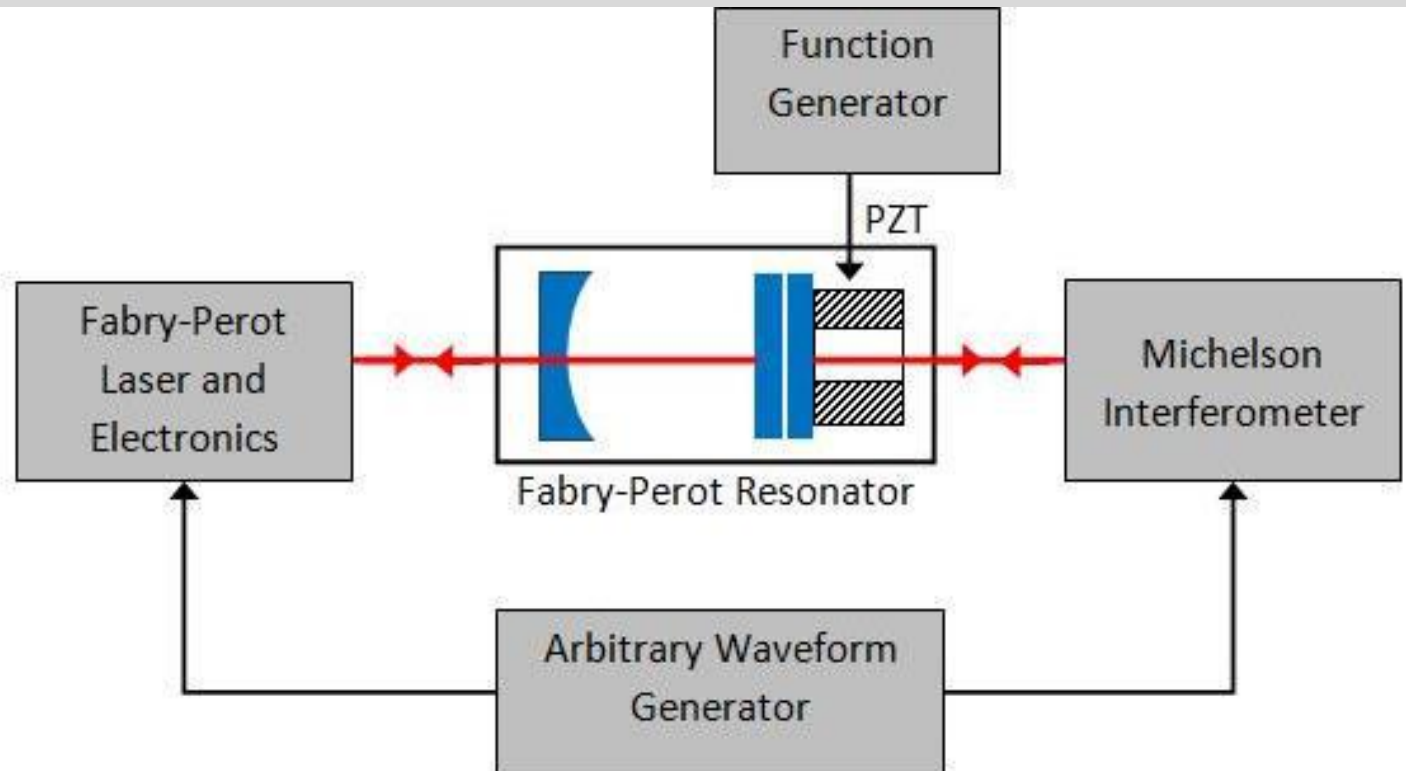 Function
Generator
PZT
Fabry-Perot
Laser and
Electronics
Michelson
Interferometer
Fabry-Perot Resonator
Arbitrary Waveform
Generator